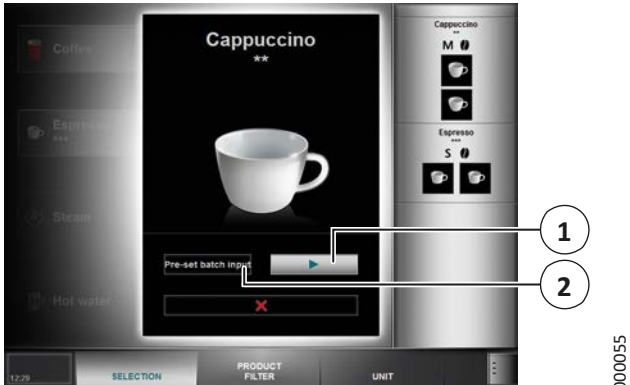 Coffee
Espresso
***
Steam
Hot water
Cappuccino
**
Pre-set batch input
Cappuccino
**
M
Espresso
***
S
1
2
12:29
SELECTION
PRODUCT
FILTER
UNIT